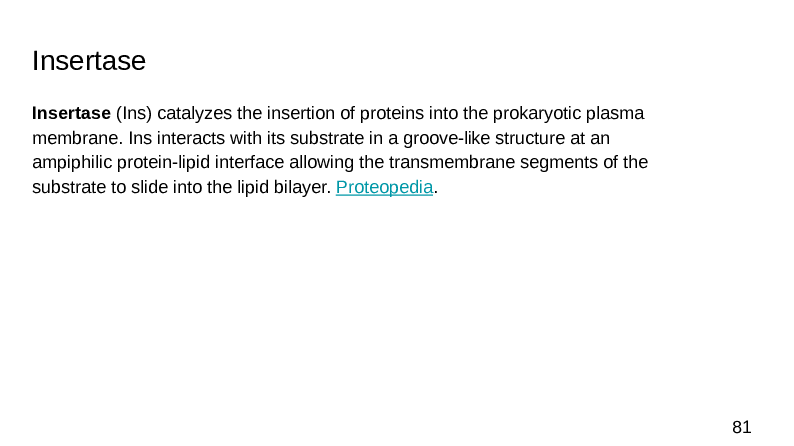 Insertase
Insertase (Ins) catalyzes the insertion of proteins into the prokaryotic plasma
membrane. Ins interacts with its substrate in a groove-like structure at an
ampiphilic protein-lipid interface allowing the transmembrane segments of the
substrate to slide into the lipid bilayer. Proteopedia.
81